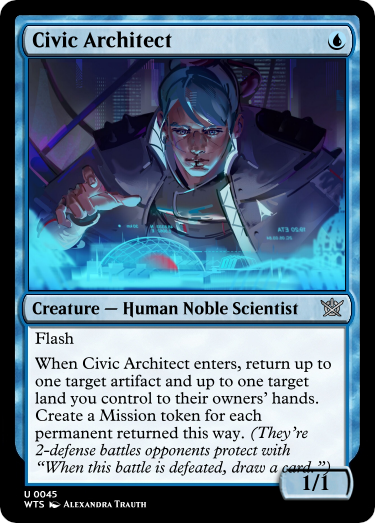 Civic Architect
AT3 05:01
Creature — Human Noble Scientist
Flash
When Civic Architect enters, return up to
one target artifact and up to one target
land you control to their owners' hands.
Create a Mission token for each
permanent returned this way. (They're
2-defense battles opponents protect with
“When this battle is defeated, draw a card.”)
1/1
U 0045
WTS Alexandra Trauth